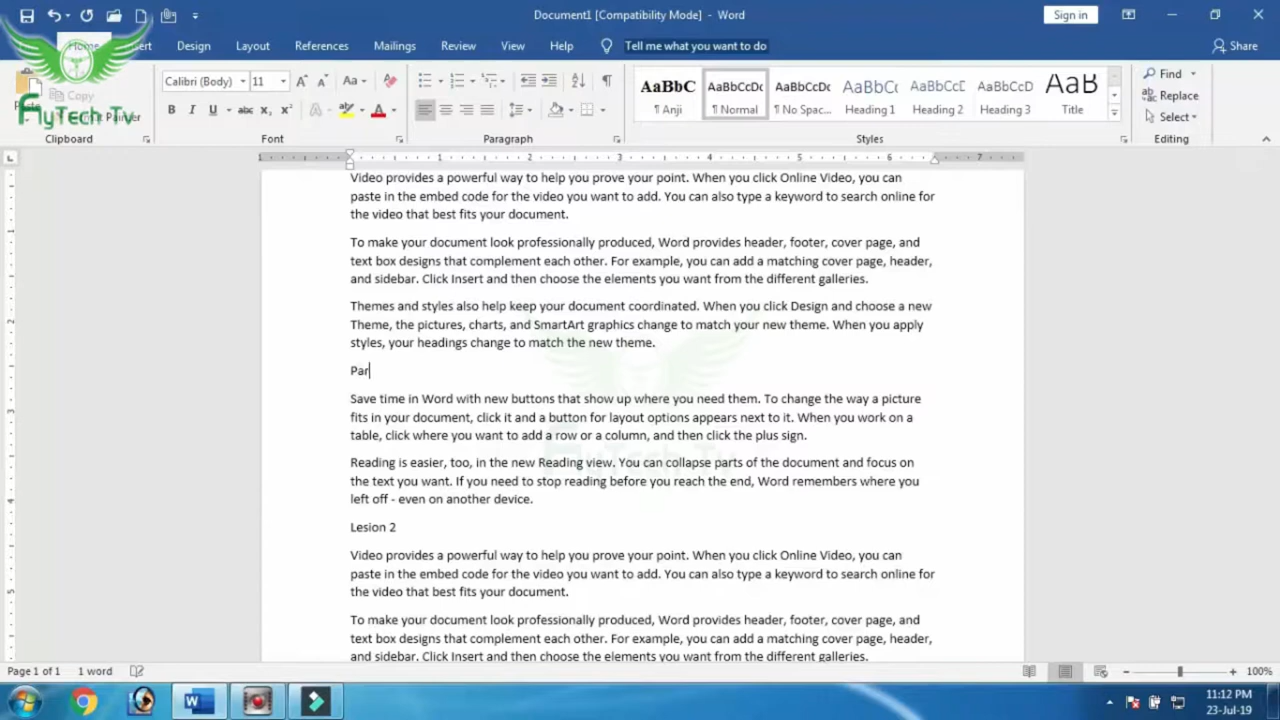 Document1 [Compatibility Mode] - Word
Sign in
Home Insert Design Layout References Mailings Review View Help Tell me what you want to do Share
Paste Copy Format Painter
Clipboard
Calibri (Body) 11
Font
Paragraph
AaBbC AaBbCcDc AaBbCcDc AaBbC AaBbCcD AaBbCcD AaB
¶ Anji ¶ Normal ¶ No Spac... Heading 1 Heading 2 Heading 3 Title
Styles
Find
Replace
Select
Editing
FlyTech Tv
Video provides a powerful way to help you prove your point. When you click Online Video, you can
paste in the embed code for the video you want to add. You can also type a keyword to search online for
the video that best fits your document.
To make your document look professionally produced, Word provides header, footer, cover page, and
text box designs that complement each other. For example, you can add a matching cover page, header,
and sidebar. Click Insert and then choose the elements you want from the different galleries.
Themes and styles also help keep your document coordinated. When you click Design and choose a new
Theme, the pictures, charts, and SmartArt graphics change to match your new theme. When you apply
styles, your headings change to match the new theme.
Par
Save time in Word with new buttons that show up where you need them. To change the way a picture
fits in your document, click it and a button for layout options appears next to it. When you work on a
table, click where you want to add a row or a column, and then click the plus sign.
Reading is easier, too, in the new Reading view. You can collapse parts of the document and focus on
the text you want. If you need to stop reading before you reach the end, Word remembers where you
left off - even on another device.
FlyTech Tv
Lesion 2
Video provides a powerful way to help you prove your point. When you click Online Video, you can
paste in the embed code for the video you want to add. You can also type a keyword to search online for
the video that best fits your document.
To make your document look professionally produced, Word provides header, footer, cover page, and
text box designs that complement each other. For example, you can add a matching cover page, header,
and sidebar. Click Insert and then choose the elements you want from the different galleries.
Page 1 of 1 1 word
100%
11:12 PM
23-Jul-19